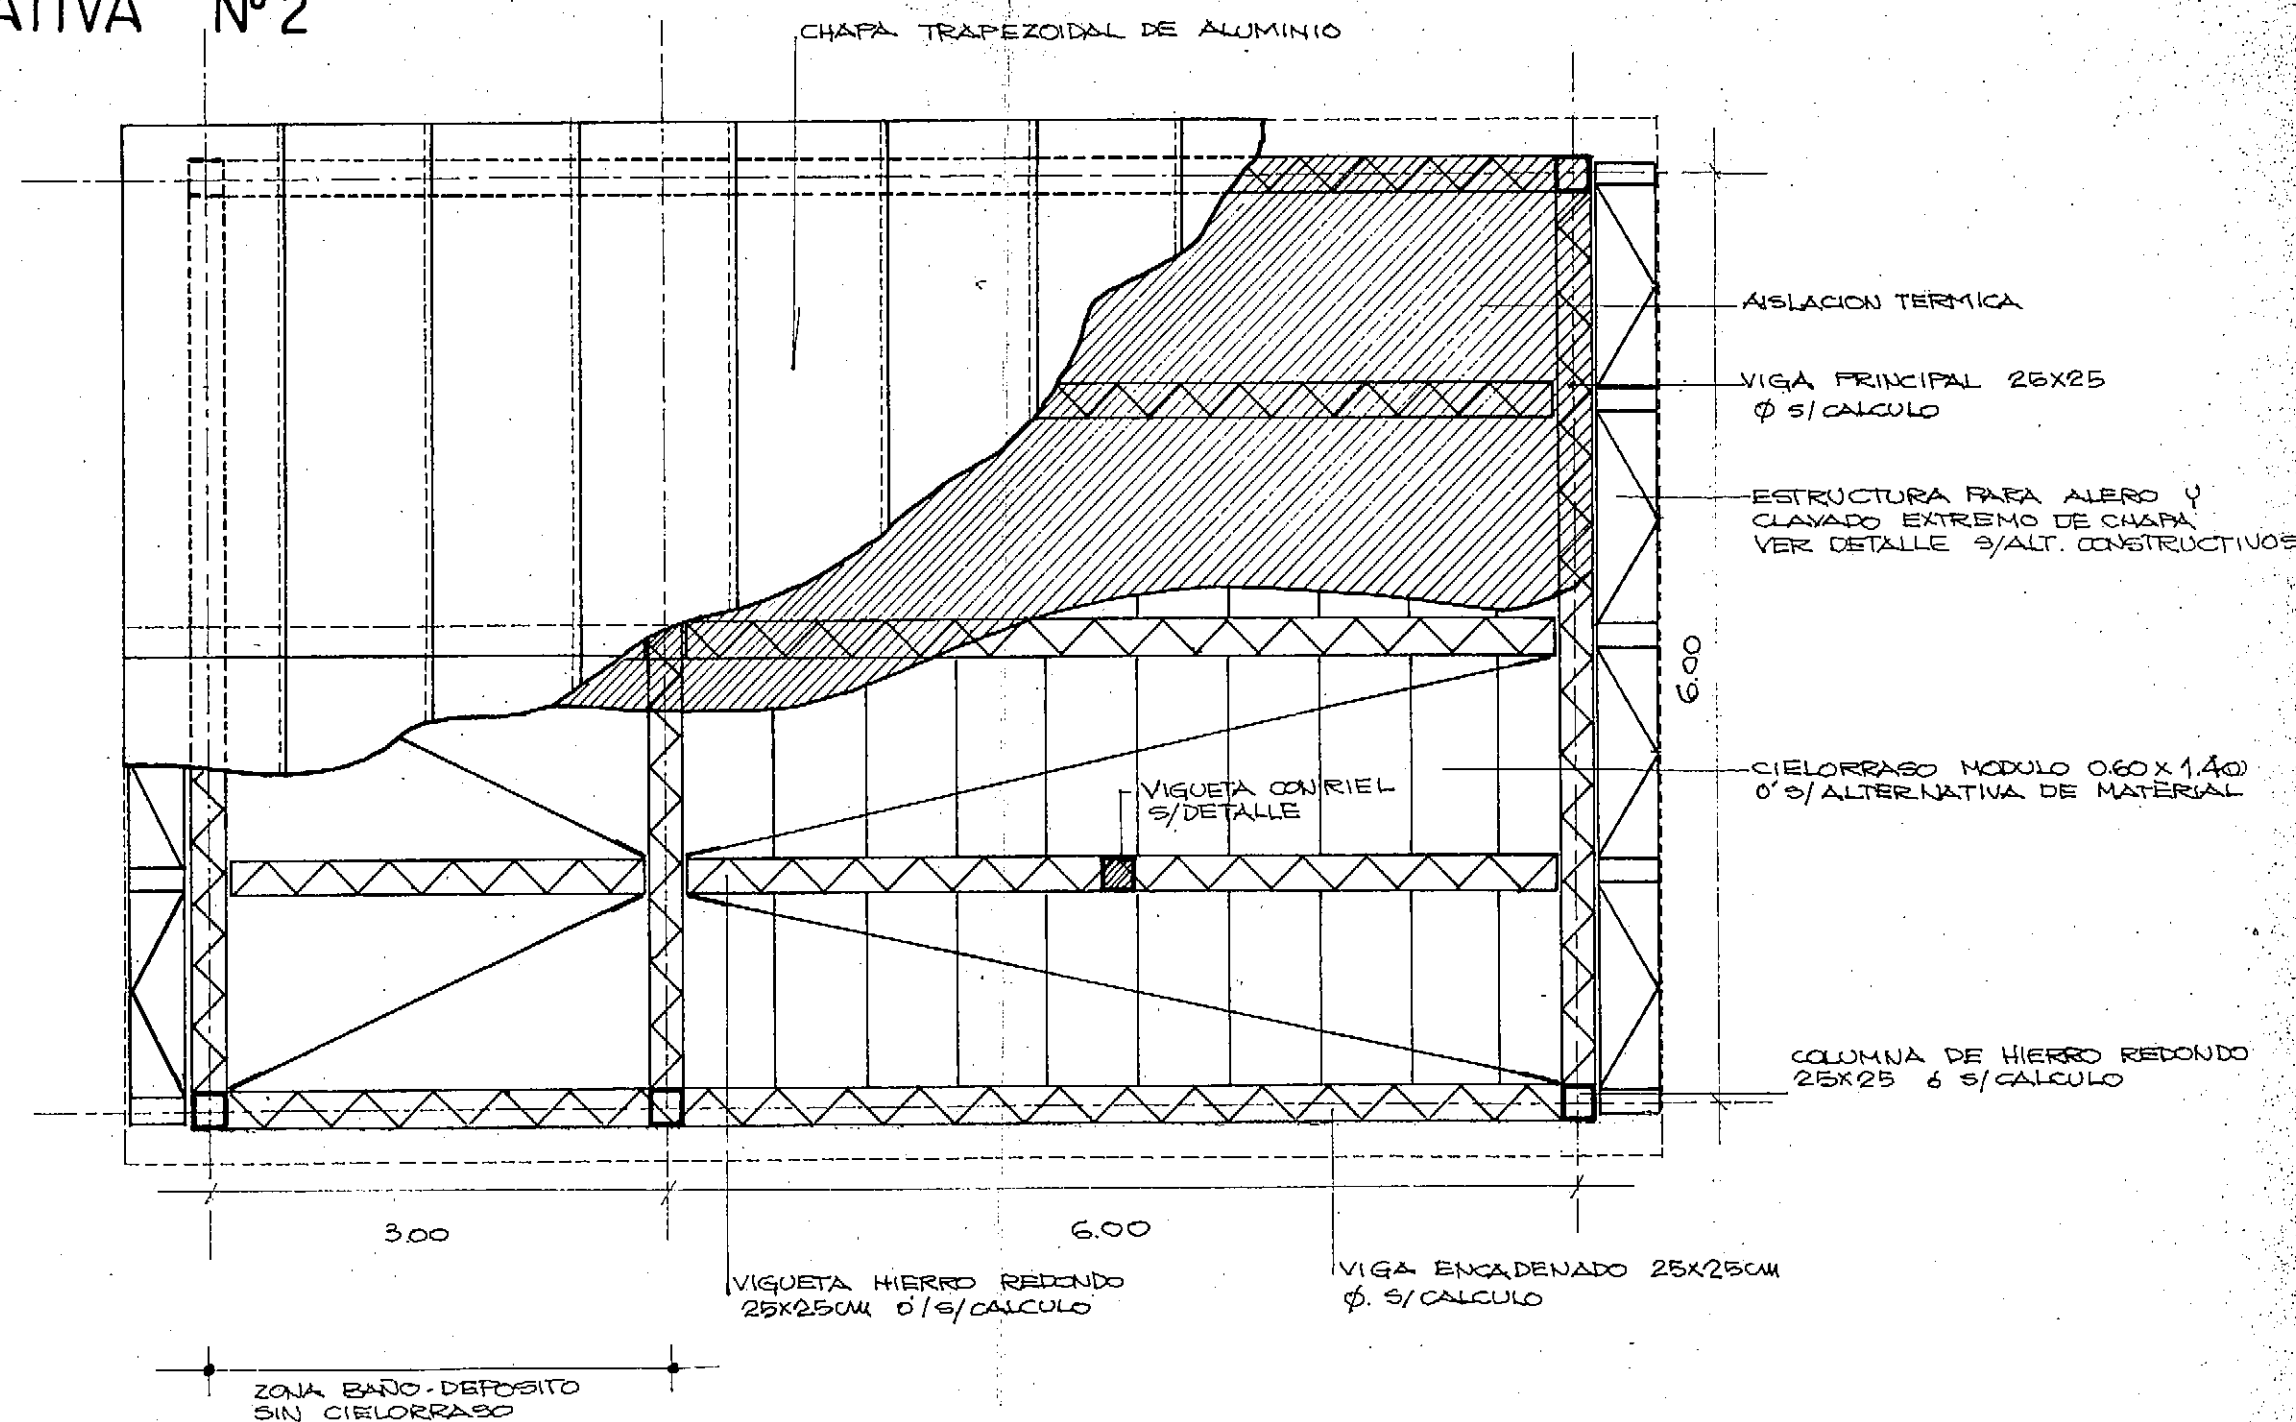 ATIVA Nº2
CHAPA TRAPEZOIDAL DE ALUMINIO
AISLACION TERMICA
VIGA PRINCIPAL 25X25
Ø S/CALCULO
ESTRUCTURA PARA ALERO Y
CLAVADO EXTREMO DE CHAPA
VER DETALLE S/ALT. CONSTRUCTIVOS
6.00
CIELORRASO MODULO 0.60 X 1.40
O' S/ALTERNATIVA DE MATERIAL
VIGUETA CON RIEL
S/DETALLE
COLUMNA DE HIERRO REDONDO
25X25 ó S/CALCULO
3.00
6.00
VIGUETA HIERRO REDONDO
25X25CM O'/S/CALCULO
VIGA ENCADENADO 25X25CM
Ø. S/CALCULO
ZONA BAÑO-DEPOSITO
SIN CIELORRASO